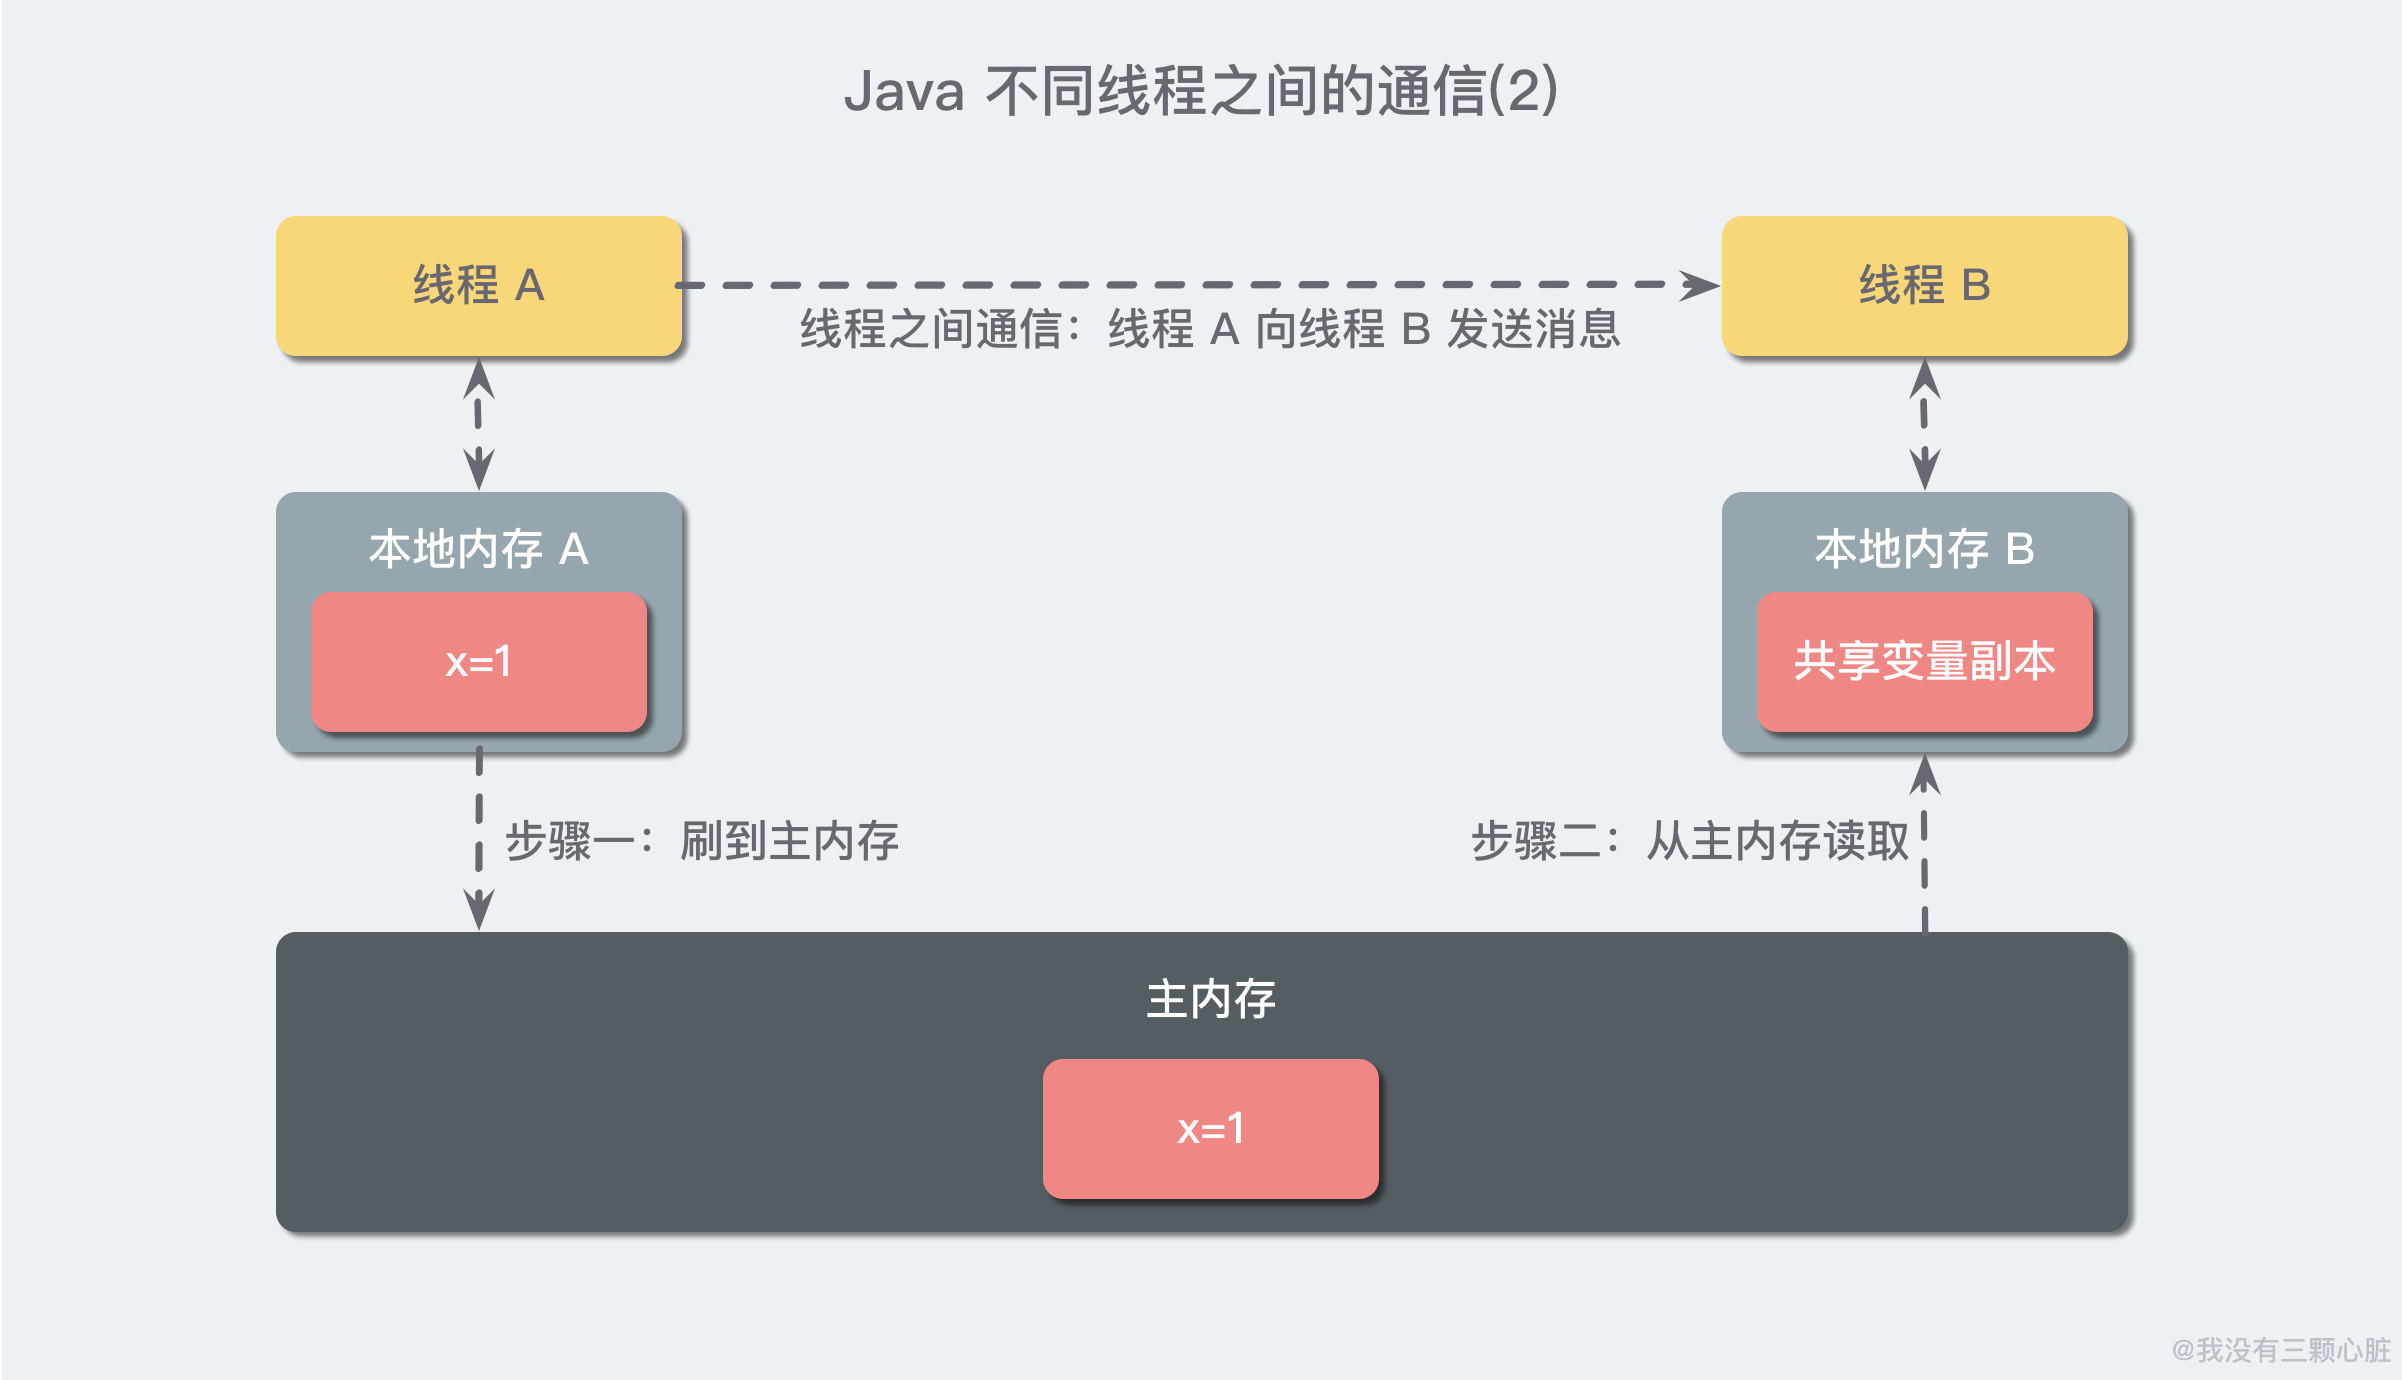 Java 不同线程之间的通信(2)
线程 A
线程 B
线程之间通信：线程 A 向线程 B 发送消息
本地内存 A
本地内存 B
x=1
共享变量副本
步骤一：刷到主内存
步骤二：从主内存读取
主内存
x=1
@我没有三颗心脏